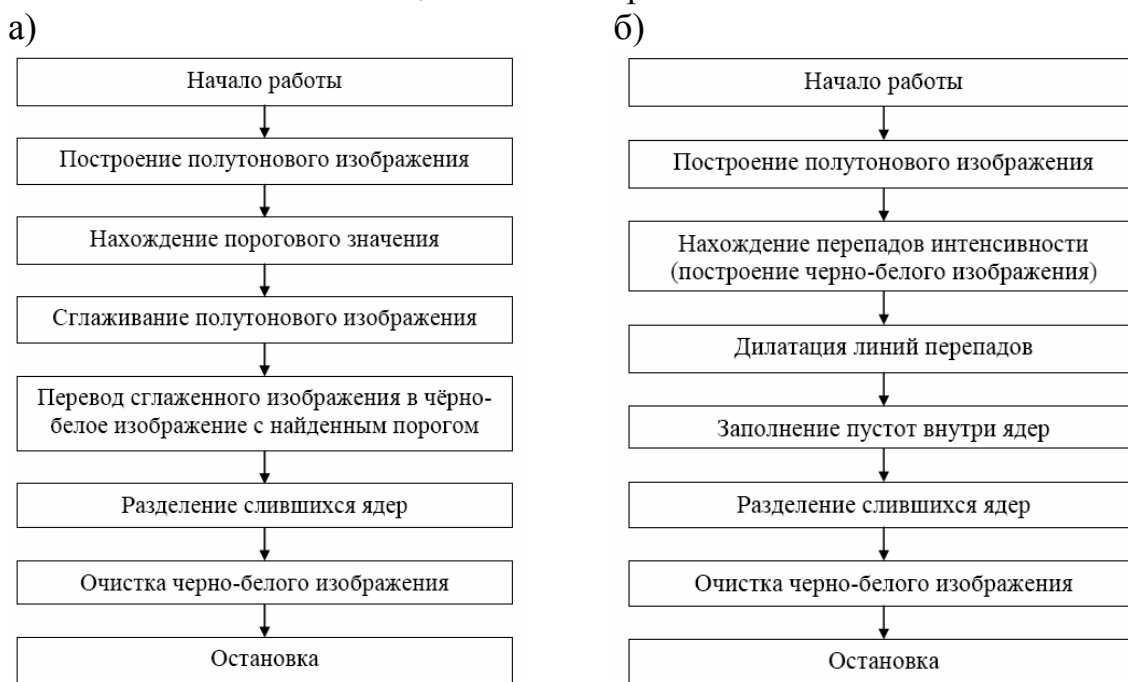 а)
Начало работы
Построение полутонового изображения
Нахождение порогового значения
Сглаживание полутонового изображения
Перевод сглаженного изображения в чёрно-
белое изображение с найденным порогом
Разделение слившихся ядер
Очистка черно-белого изображения
Остановка
б)
Начало работы
Построение полутонового изображения
Нахождение перепадов интенсивности
(построение черно-белого изображения)
Дилатация линий перепадов
Заполнение пустот внутри ядер
Разделение слившихся ядер
Очистка черно-белого изображения
Остановка